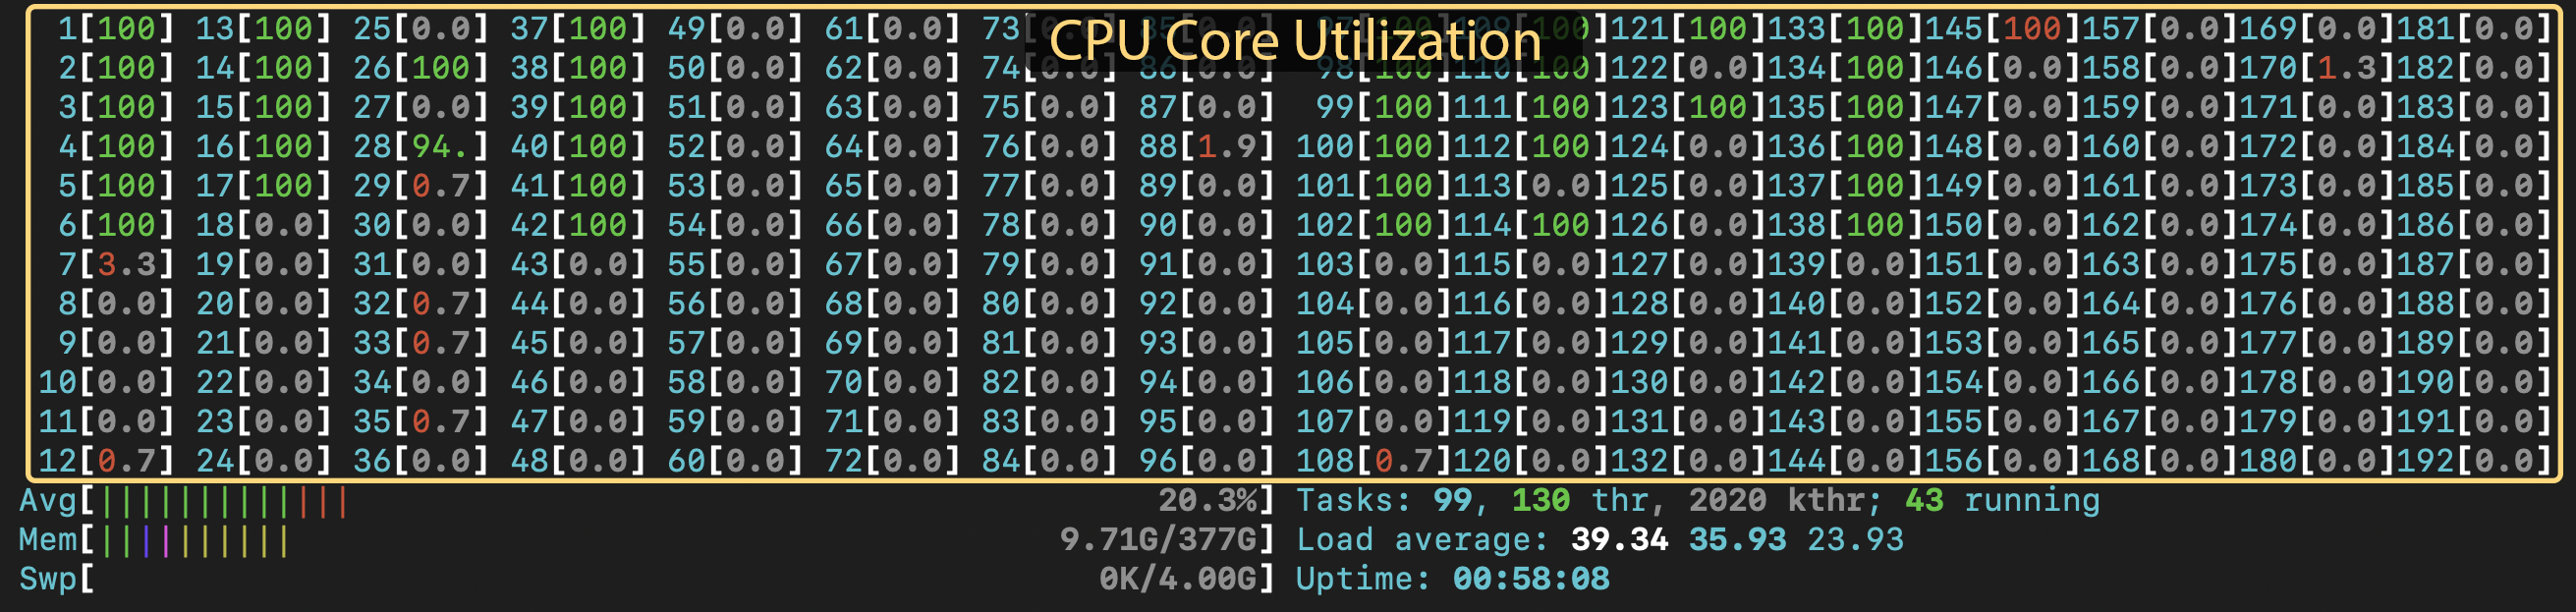 CPU Core Utilization
1[100] 13[100] 25[0.0] 37[100] 49[0.0] 61[0.0] 73[0.0] 85[0.0] 97[100]109[100]121[100]133[100]145[100]157[0.0]169[0.0]181[0.0]
2[100] 14[100] 26[100] 38[100] 50[0.0] 62[0.0] 74[0.0] 86[0.0] 98[100]110[100]122[0.0]134[100]146[0.0]158[0.0]170[1.3]182[0.0]
3[100] 15[100] 27[0.0] 39[100] 51[0.0] 63[0.0] 75[0.0] 87[0.0] 99[100]111[100]123[100]135[100]147[0.0]159[0.0]171[0.0]183[0.0]
4[100] 16[100] 28[94.] 40[100] 52[0.0] 64[0.0] 76[0.0] 88[1.9] 100[100]112[100]124[0.0]136[100]148[0.0]160[0.0]172[0.0]184[0.0]
5[100] 17[100] 29[0.7] 41[100] 53[0.0] 65[0.0] 77[0.0] 89[0.0] 101[100]113[0.0]125[0.0]137[100]149[0.0]161[0.0]173[0.0]185[0.0]
6[100] 18[0.0] 30[0.0] 42[100] 54[0.0] 66[0.0] 78[0.0] 90[0.0] 102[100]114[100]126[0.0]138[100]150[0.0]162[0.0]174[0.0]186[0.0]
7[3.3] 19[0.0] 31[0.0] 43[0.0] 55[0.0] 67[0.0] 79[0.0] 91[0.0] 103[0.0]115[0.0]127[0.0]139[0.0]151[0.0]163[0.0]175[0.0]187[0.0]
8[0.0] 20[0.0] 32[0.7] 44[0.0] 56[0.0] 68[0.0] 80[0.0] 92[0.0] 104[0.0]116[0.0]128[0.0]140[0.0]152[0.0]164[0.0]176[0.0]188[0.0]
9[0.0] 21[0.0] 33[0.7] 45[0.0] 57[0.0] 69[0.0] 81[0.0] 93[0.0] 105[0.0]117[0.0]129[0.0]141[0.0]153[0.0]165[0.0]177[0.0]189[0.0]
10[0.0] 22[0.0] 34[0.0] 46[0.0] 58[0.0] 70[0.0] 82[0.0] 94[0.0] 106[0.0]118[0.0]130[0.0]142[0.0]154[0.0]166[0.0]178[0.0]190[0.0]
11[0.0] 23[0.0] 35[0.7] 47[0.0] 59[0.0] 71[0.0] 83[0.0] 95[0.0] 107[0.0]119[0.0]131[0.0]143[0.0]155[0.0]167[0.0]179[0.0]191[0.0]
12[0.7] 24[0.0] 36[0.0] 48[0.0] 60[0.0] 72[0.0] 84[0.0] 96[0.0] 108[0.7]120[0.0]132[0.0]144[0.0]156[0.0]168[0.0]180[0.0]192[0.0]
Avg[||||||||||||| 20.3%] Tasks: 99, 130 thr, 2020 kthr; 43 running
Mem[|||||||||| 9.71G/377G] Load average: 39.34 35.93 23.93
Swp[ 0K/4.00G] Uptime: 00:58:08